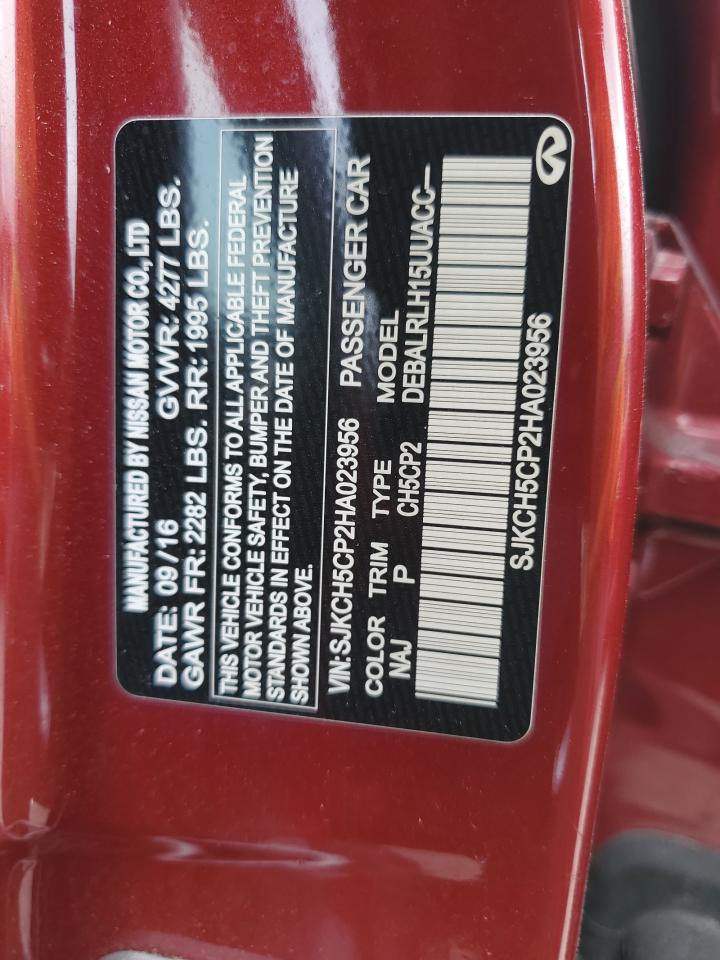 MANUFACTURED BY NISSAN MOTOR CO., LTD
DATE: 09 / 16 GVWR: 4277 LBS.
GAWR FR: 2282 LBS. RR: 1995 LBS.
THIS VEHICLE CONFORMS TO ALL APPLICABLE FEDERAL
MOTOR VEHICLE SAFETY, BUMPER AND THEFT PREVENTION
STANDARDS IN EFFECT ON THE DATE OF MANUFACTURE
SHOWN ABOVE.
VIN: SJKCH5CP2HA023956 PASSENGER CAR
COLOR TRIM TYPE MODEL
NAJ P CH5CP2 DEBALRLH15UUACC—
SJKCH5CP2HA023956